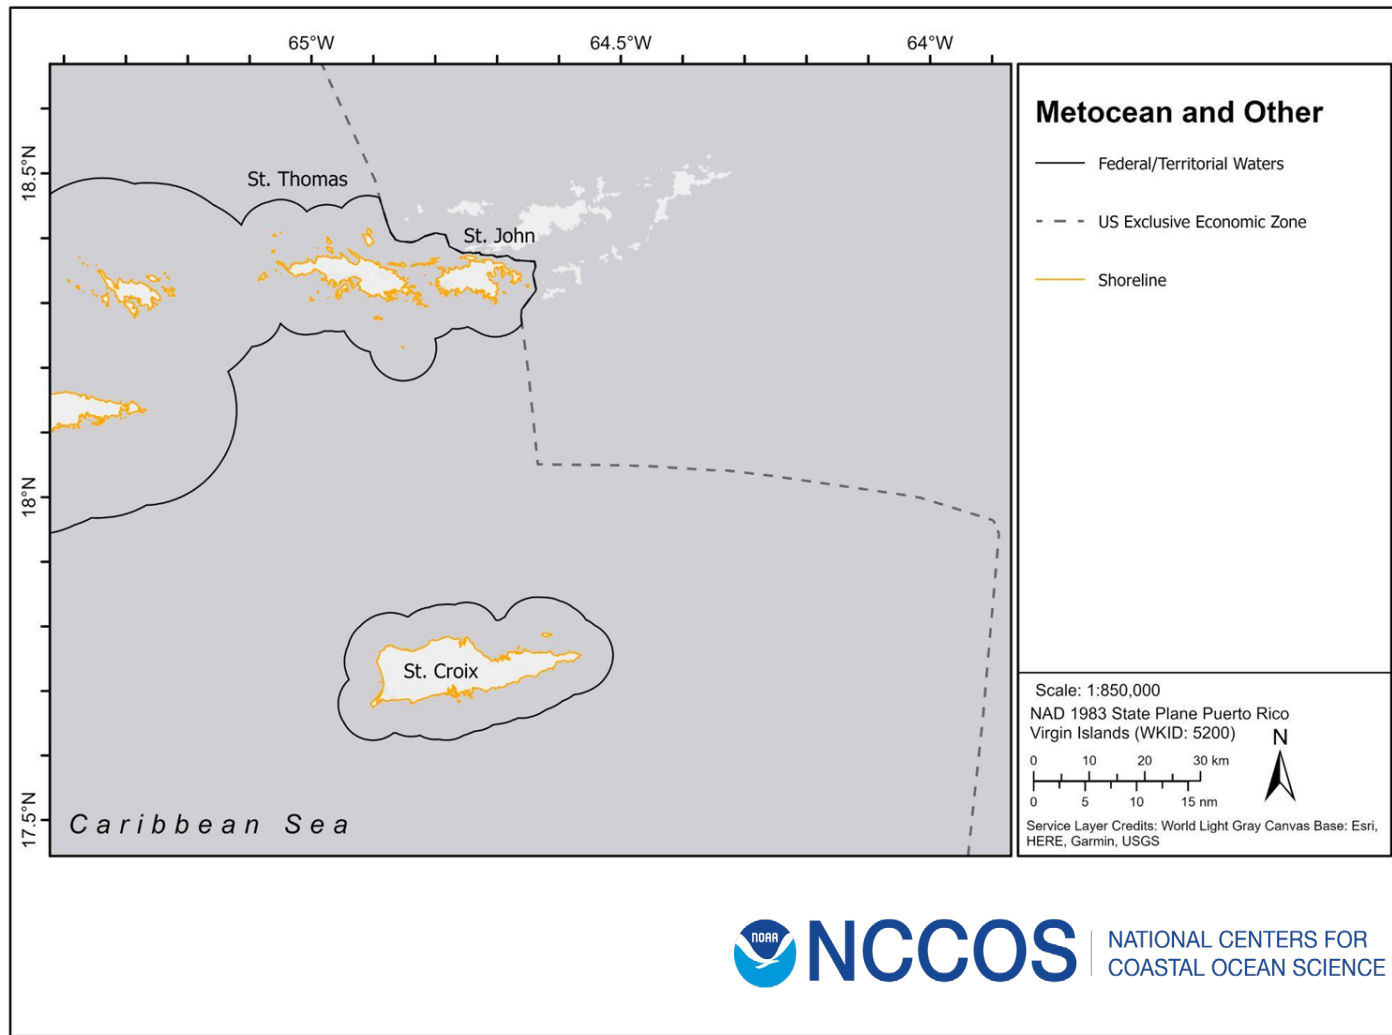 65°W
64.5°W
64°W
18.5°N
18°N
17.5°N
St. Thomas
St. John
St. Croix
Caribbean Sea
Metocean and Other
Federal/Territorial Waters
US Exclusive Economic Zone
Shoreline
Scale: 1:850,000
NAD 1983 State Plane Puerto Rico
Virgin Islands (WKID: 5200)
N
0 10 20 30 km
0 5 10 15 nm
Service Layer Credits: World Light Gray Canvas Base: Esri,
HERE, Garmin, USGS
NOAA
NCCOS
NATIONAL CENTERS FOR
COASTAL OCEAN SCIENCE